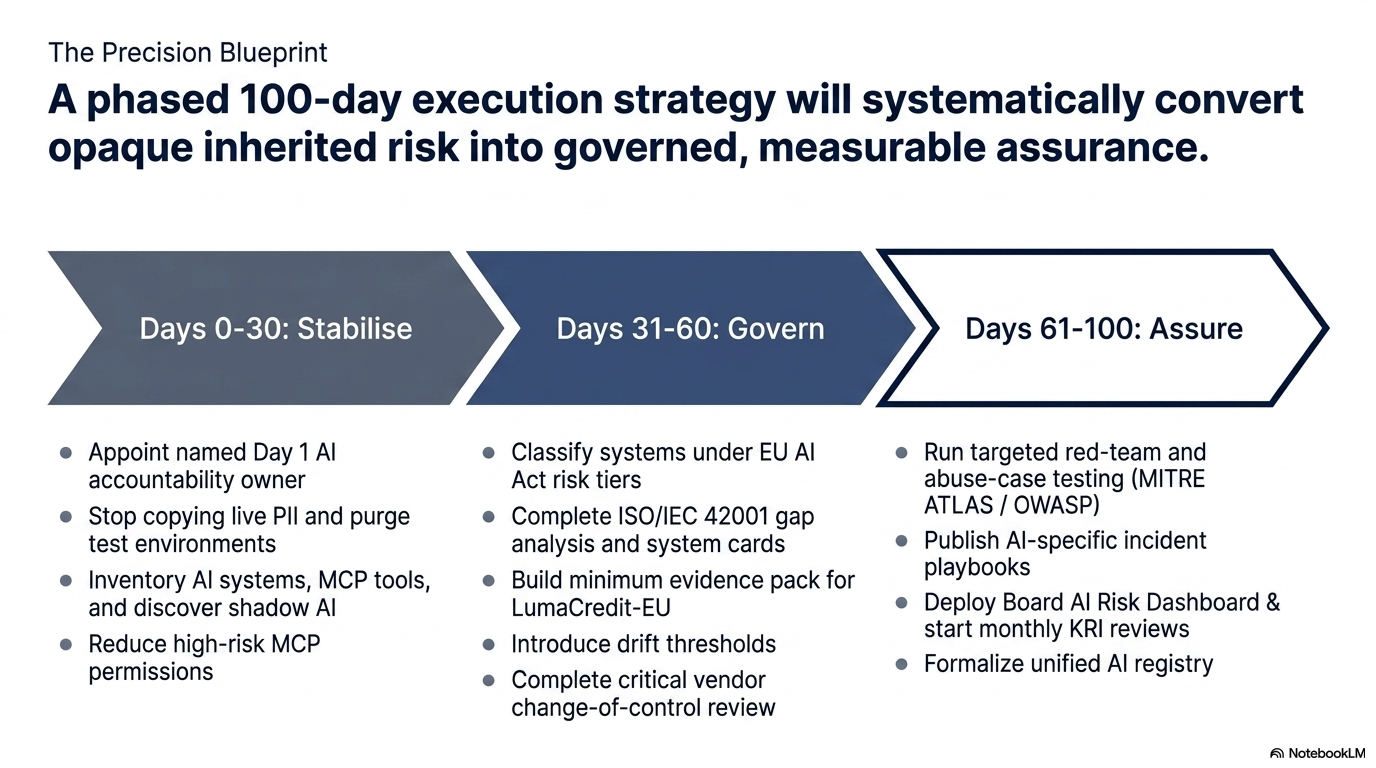 The Precision Blueprint
A phased 100-day execution strategy will systematically convert
opaque inherited risk into governed, measurable assurance.
Days 0-30: Stabilise
Days 31-60: Govern
Days 61-100: Assure
Appoint named Day 1 AI
accountability owner
Stop copying live PII and purge
test environments
Inventory AI systems, MCP tools,
and discover shadow AI
Reduce high-risk MCP
permissions
Classify systems under EU AI
Act risk tiers
Complete ISO/IEC 42001 gap
analysis and system cards
Build minimum evidence pack for
LumaCredit-EU
Introduce drift thresholds
Complete critical vendor
change-of-control review
Run targeted red-team and
abuse-case testing (MITRE
ATLAS / OWASP)
Publish AI-specific incident
playbooks
Deploy Board AI Risk Dashboard &
start monthly KRI reviews
Formalize unified AI registry
NotebookLM